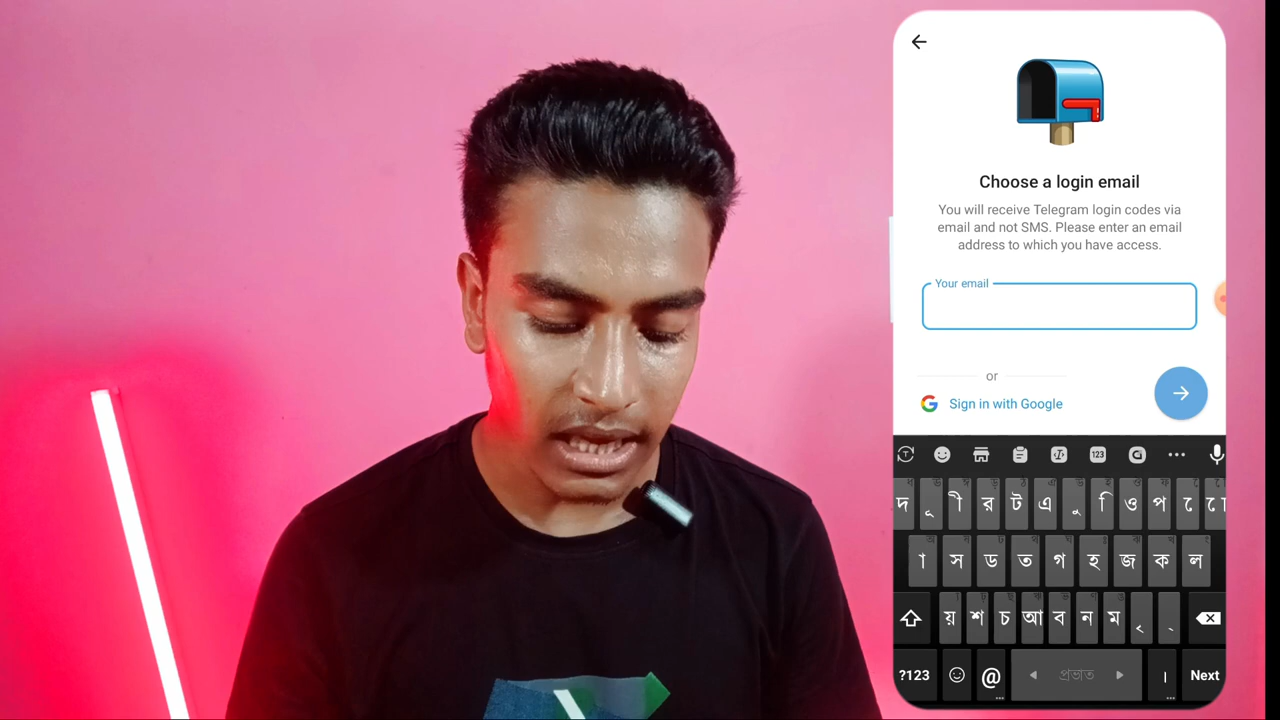 Choose a login email
You will receive Telegram login codes via
email and not SMS. Please enter an email
address to which you have access.
Your email
or
Sign in with Google
123
দ ূ ী র ট এ ু ি ও প ে ো
া স ড ত গ হ জ ক ল
য় শ চ আ ব ন ম ৃ ্
?123 @ প্রভাত । Next